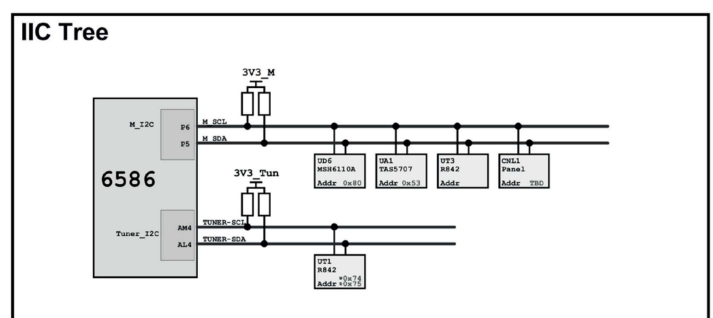 IIC Tree
3V3_M
M_I2C
P6
M_SCL
P5
M_SDA
UD6
MSH6110A
Addr 0x80
UA1
TAS5707
Addr 0x53
UT3
R842
Addr
CNL1
Panel
Addr TBD
6586
3V3_Tun
Tuner_I2C
AM4
TUNER-SCL
AL4
TUNER-SDA
UT1
R842
*0x74
Addr *0x75